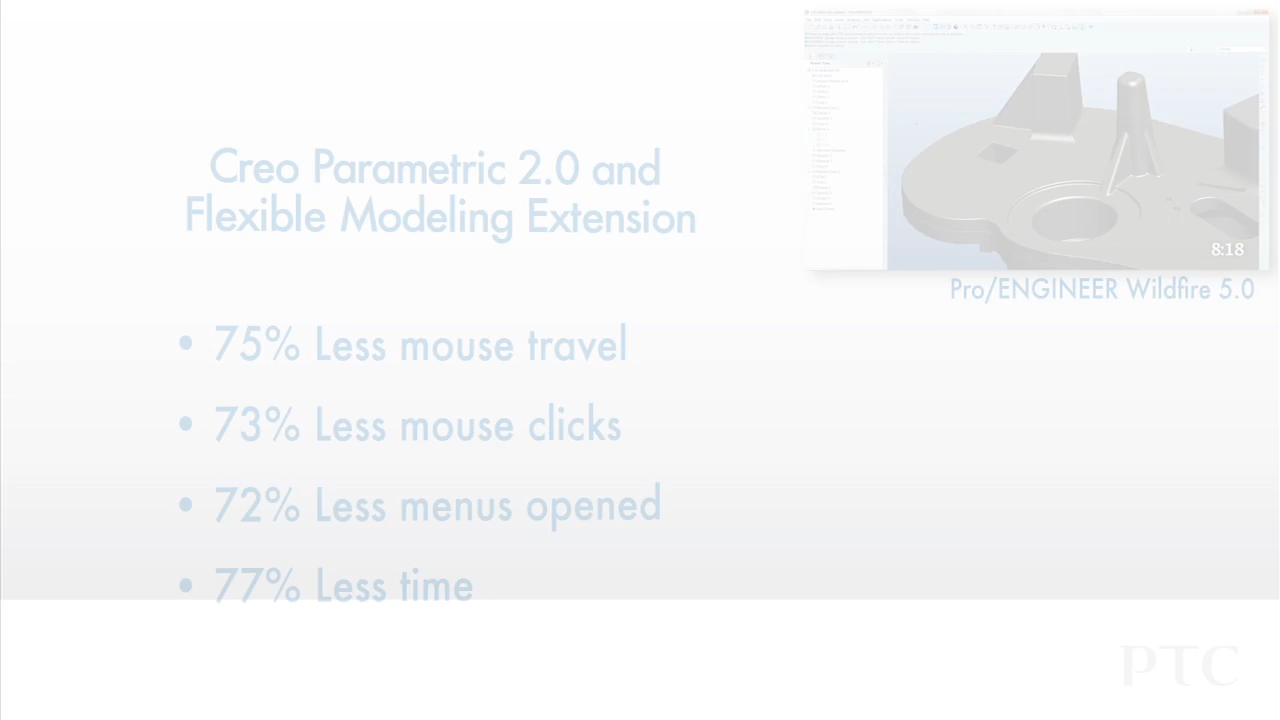 Creo Parametric 2.0 and
Flexible Modeling Extension
• 75% Less mouse travel
• 73% Less mouse clicks
• 72% Less menus opened
• 77% Less time
8:18
Pro/ENGINEER Wildfire 5.0
PTC